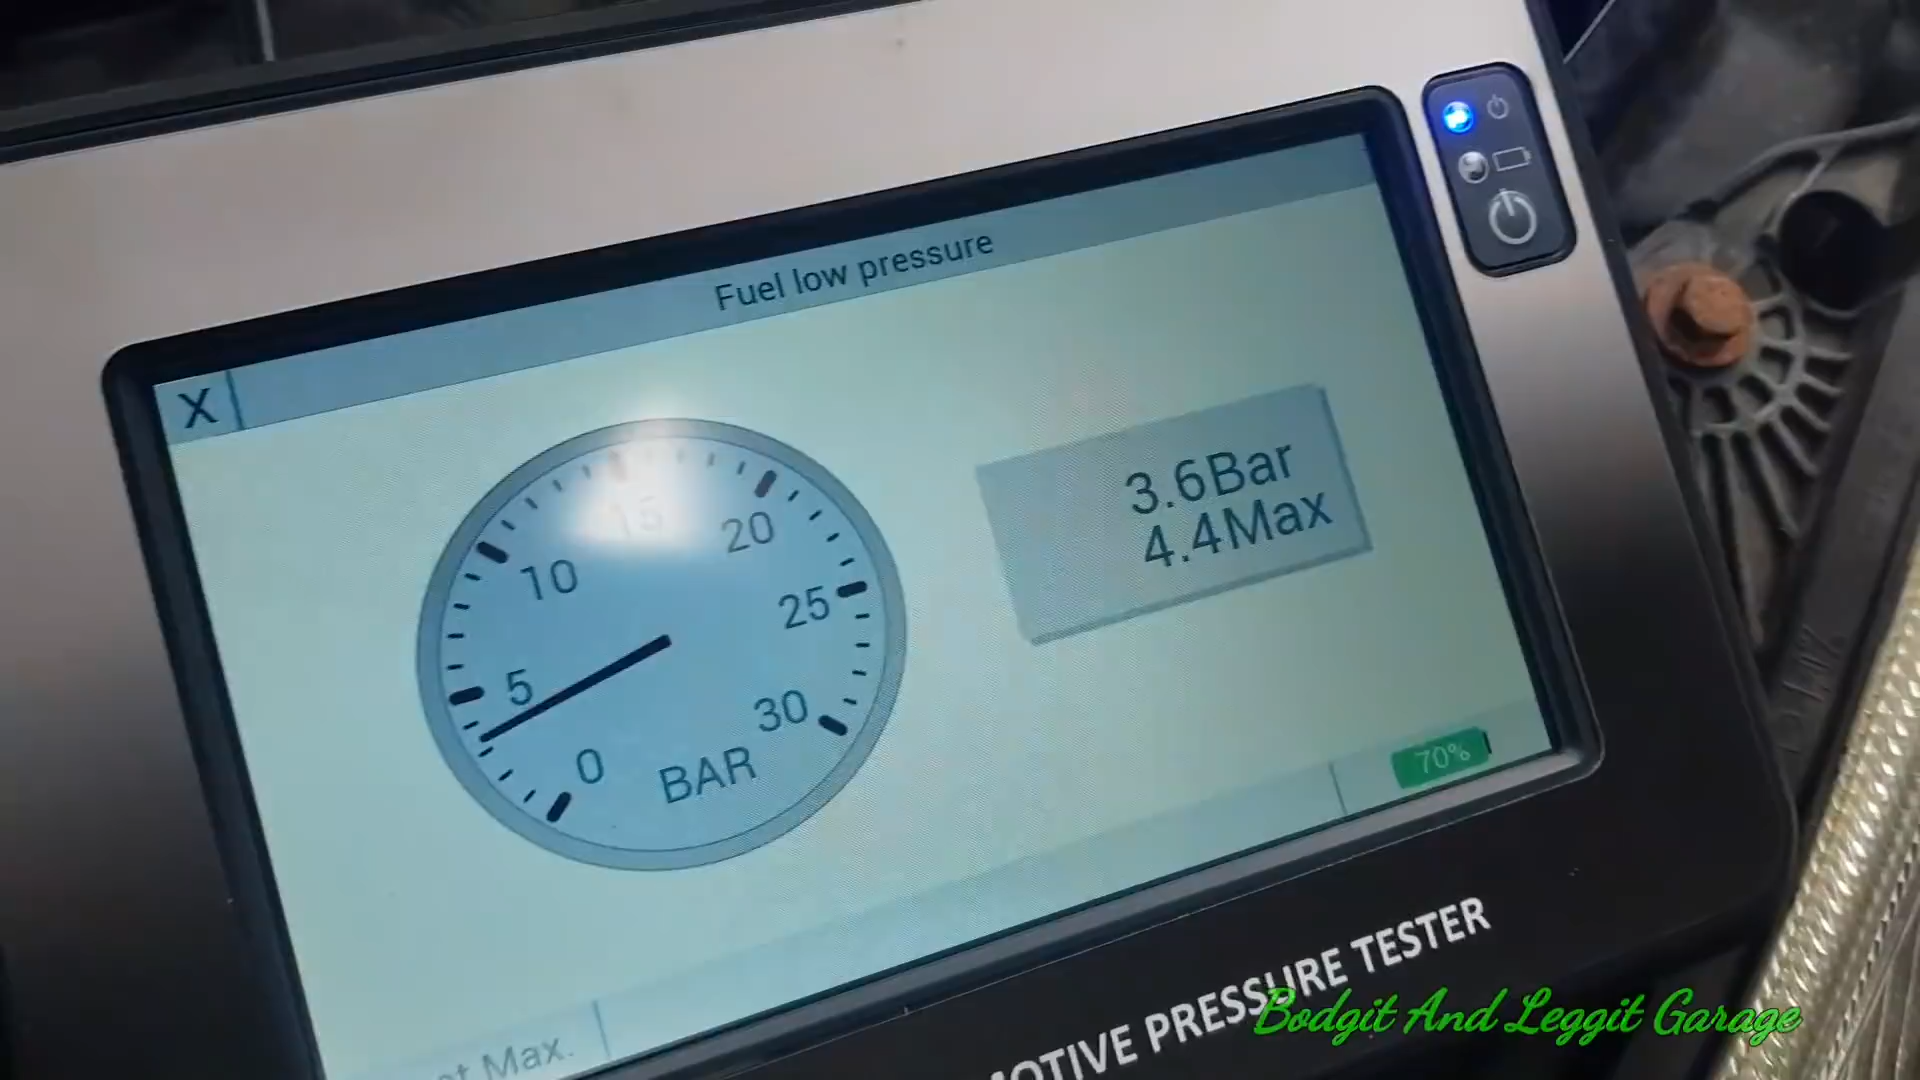 Fuel low pressure
X
3.6Bar
4.4Max
15
20
10
25
5
30
0
BAR
70%
Max.
MOTIVE PRESSURE TESTER
Bodgit And Leggit Garage